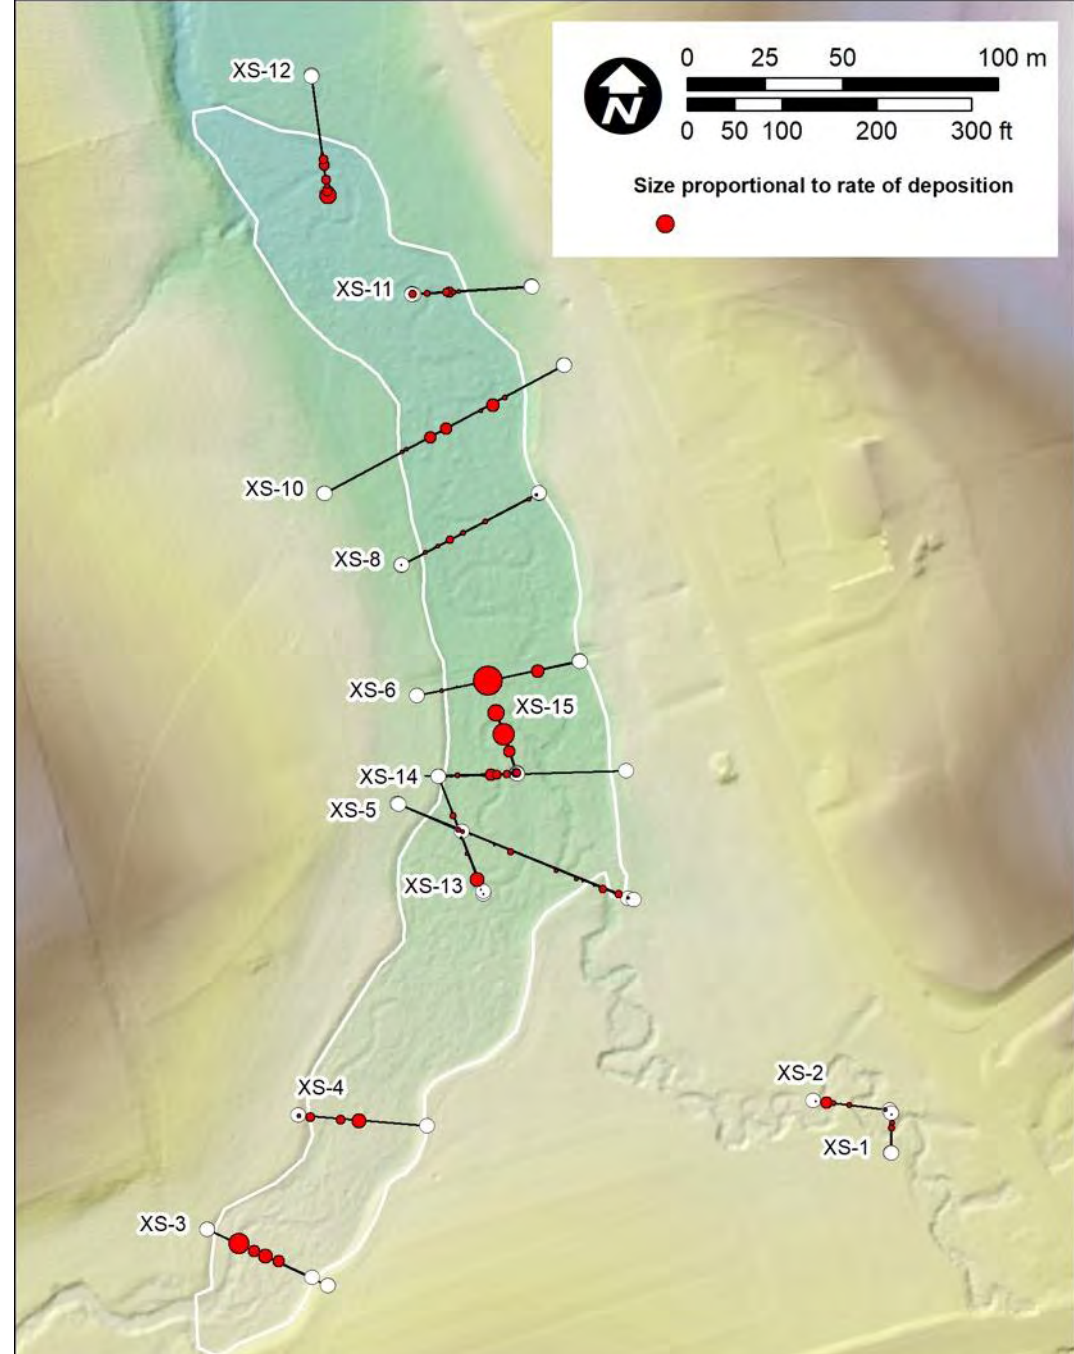 XS-12
0 25 50 100 m
N
0 50 100 200 300 ft
Size proportional to rate of deposition
XS-11
XS-10
XS-8
XS-6
XS-15
XS-14
XS-5
XS-13
XS-4
XS-2
XS-1
XS-3